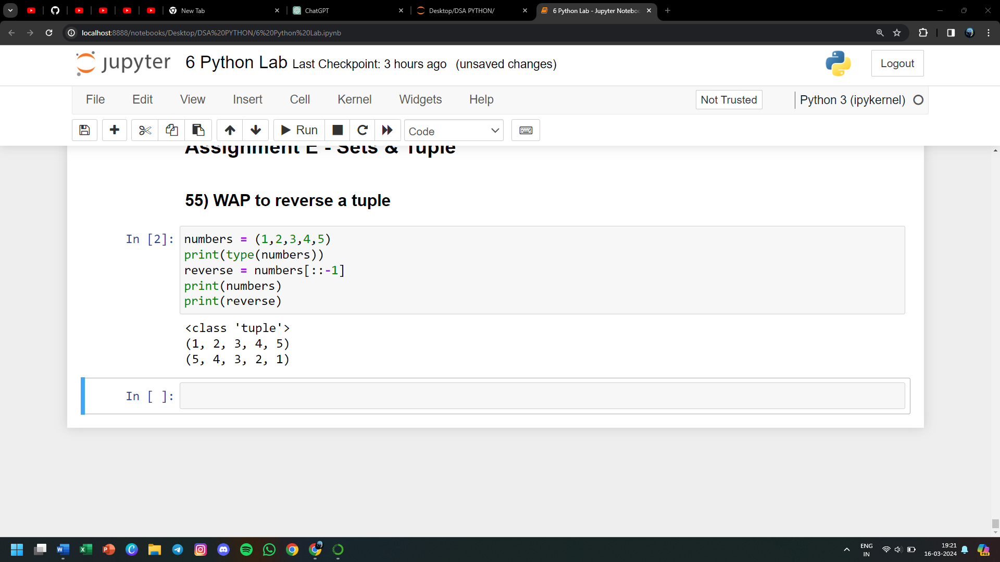 New Tab
ChatGPT
Desktop/DSA PYTHON/
6 Python Lab - Jupyter Noteboo
localhost:8888/notebooks/Desktop/DSA%20PYTHON/6%20Python%20Lab.ipynb
jupyter 6 Python Lab Last Checkpoint: 3 hours ago (unsaved changes)
Logout
File Edit View Insert Cell Kernel Widgets Help
Not Trusted
Python 3 (ipykernel)
Run
Code
Assignment E - Sets & Tuple
55) WAP to reverse a tuple
In [2]:
numbers = (1,2,3,4,5)
print(type(numbers))
reverse = numbers[::-1]
print(numbers)
print(reverse)
<class 'tuple'>
(1, 2, 3, 4, 5)
(5, 4, 3, 2, 1)
In [ ]:
ENG
IN
19:21
16-03-2024
PRE